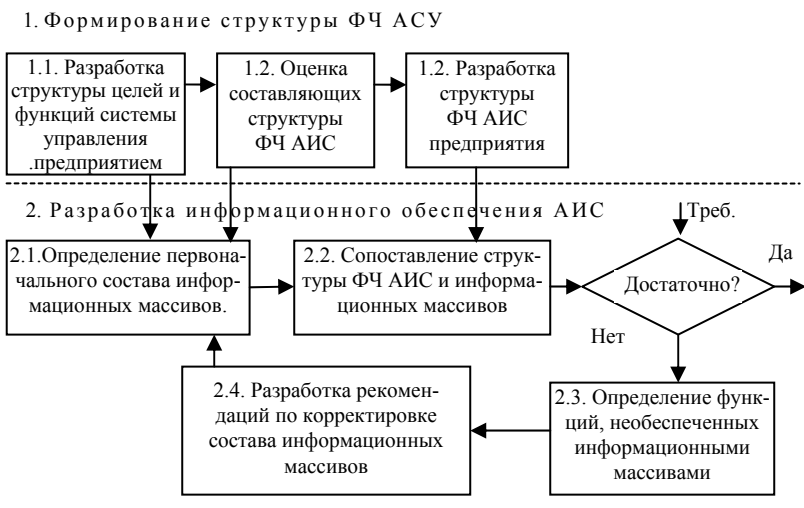 1. Формирование структуры ФЧ АСУ
1.1. Разработка
структуры целей и
функций системы
управления
.предприятием
1.2. Оценка
составляющих
структуры
ФЧ АИС
1.2. Разработка
структуры
ФЧ АИС
предприятия
2. Разработка информационного обеспечения АИС
Треб.
2.1.Определение первона-
чального состава инфор-
мационных массивов.
2.2. Сопоставление струк-
туры ФЧ АИС и информа-
ционных массивов
Достаточно?
Да
Нет
2.3. Определение функ-
ций, необеспеченных
информационными
массивами
2.4. Разработка рекомен-
даций по корректировке
состава информационных
массивов